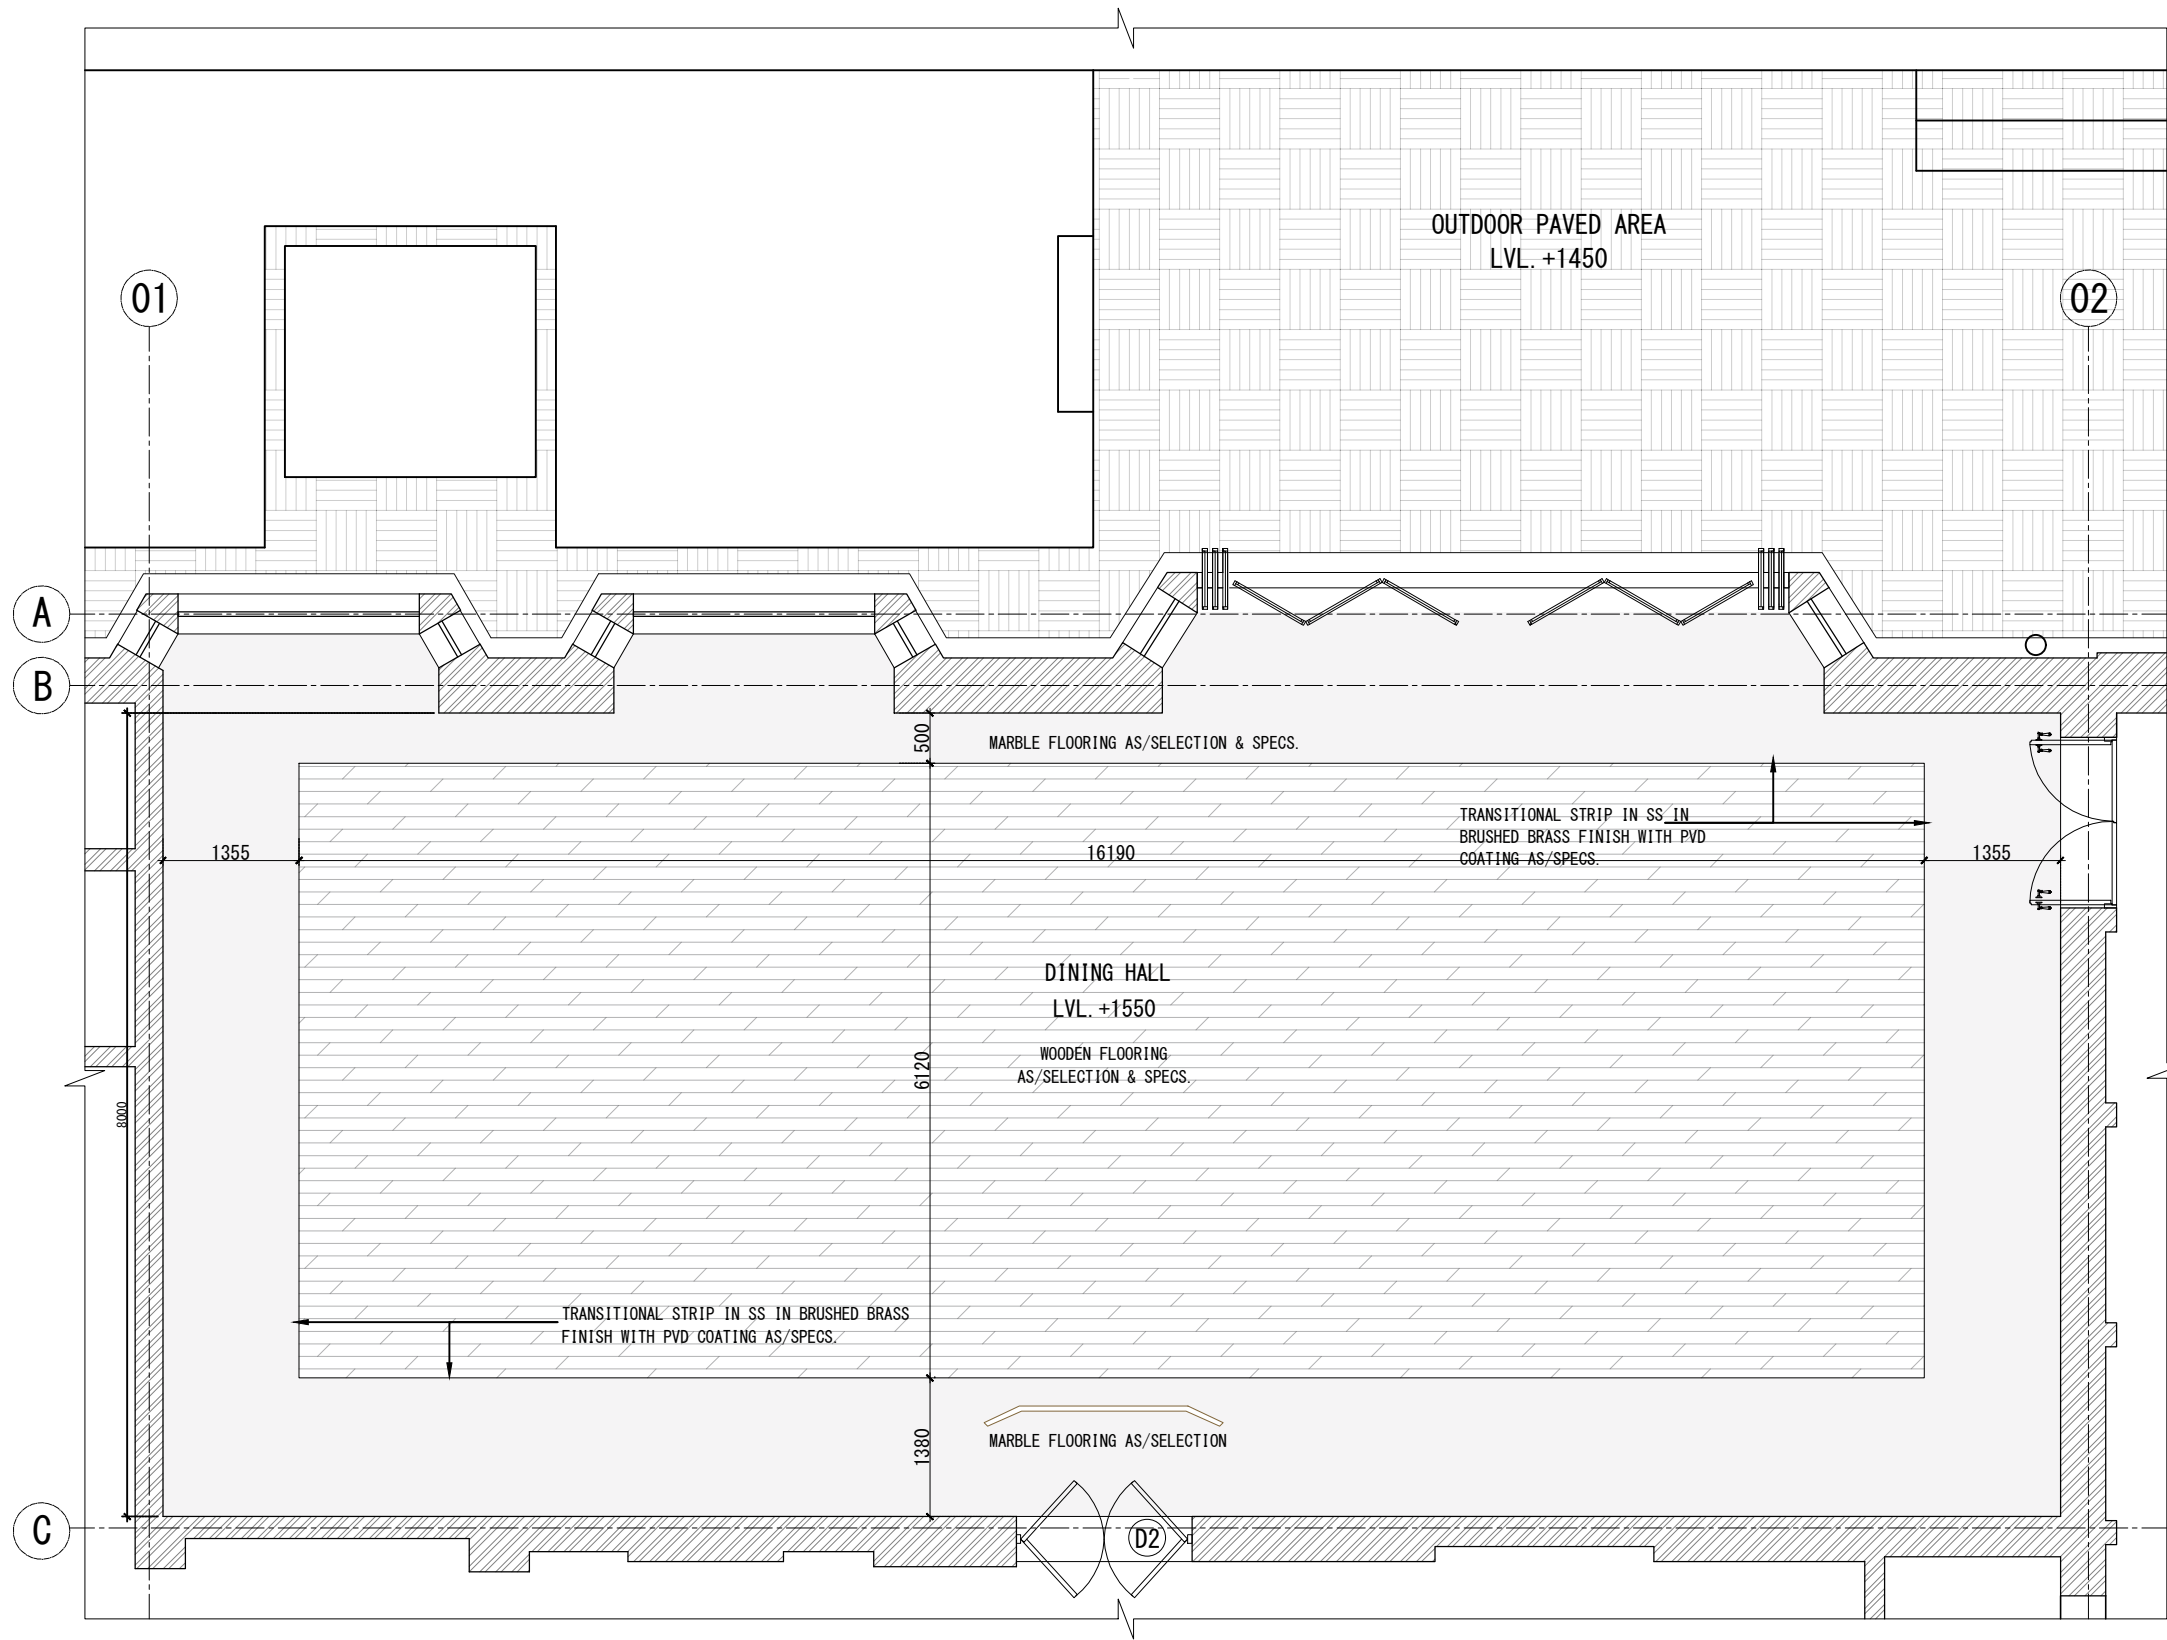 OUTDOOR PAVED AREA
LVL.+1450
01
02
A
B
500
MARBLE FLOORING AS/SELECTION & SPECS.
TRANSITIONAL STRIP IN SS IN
BRUSHED BRASS FINISH WITH PVD
COATING AS/SPECS.
1355
16190
1355
DINING HALL
LVL.+1550
WOODEN FLOORING
AS/SELECTION & SPECS.
6120
8000
TRANSITIONAL STRIP IN SS IN BRUSHED BRASS
FINISH WITH PVD COATING AS/SPECS.
1380
MARBLE FLOORING AS/SELECTION
C
D2